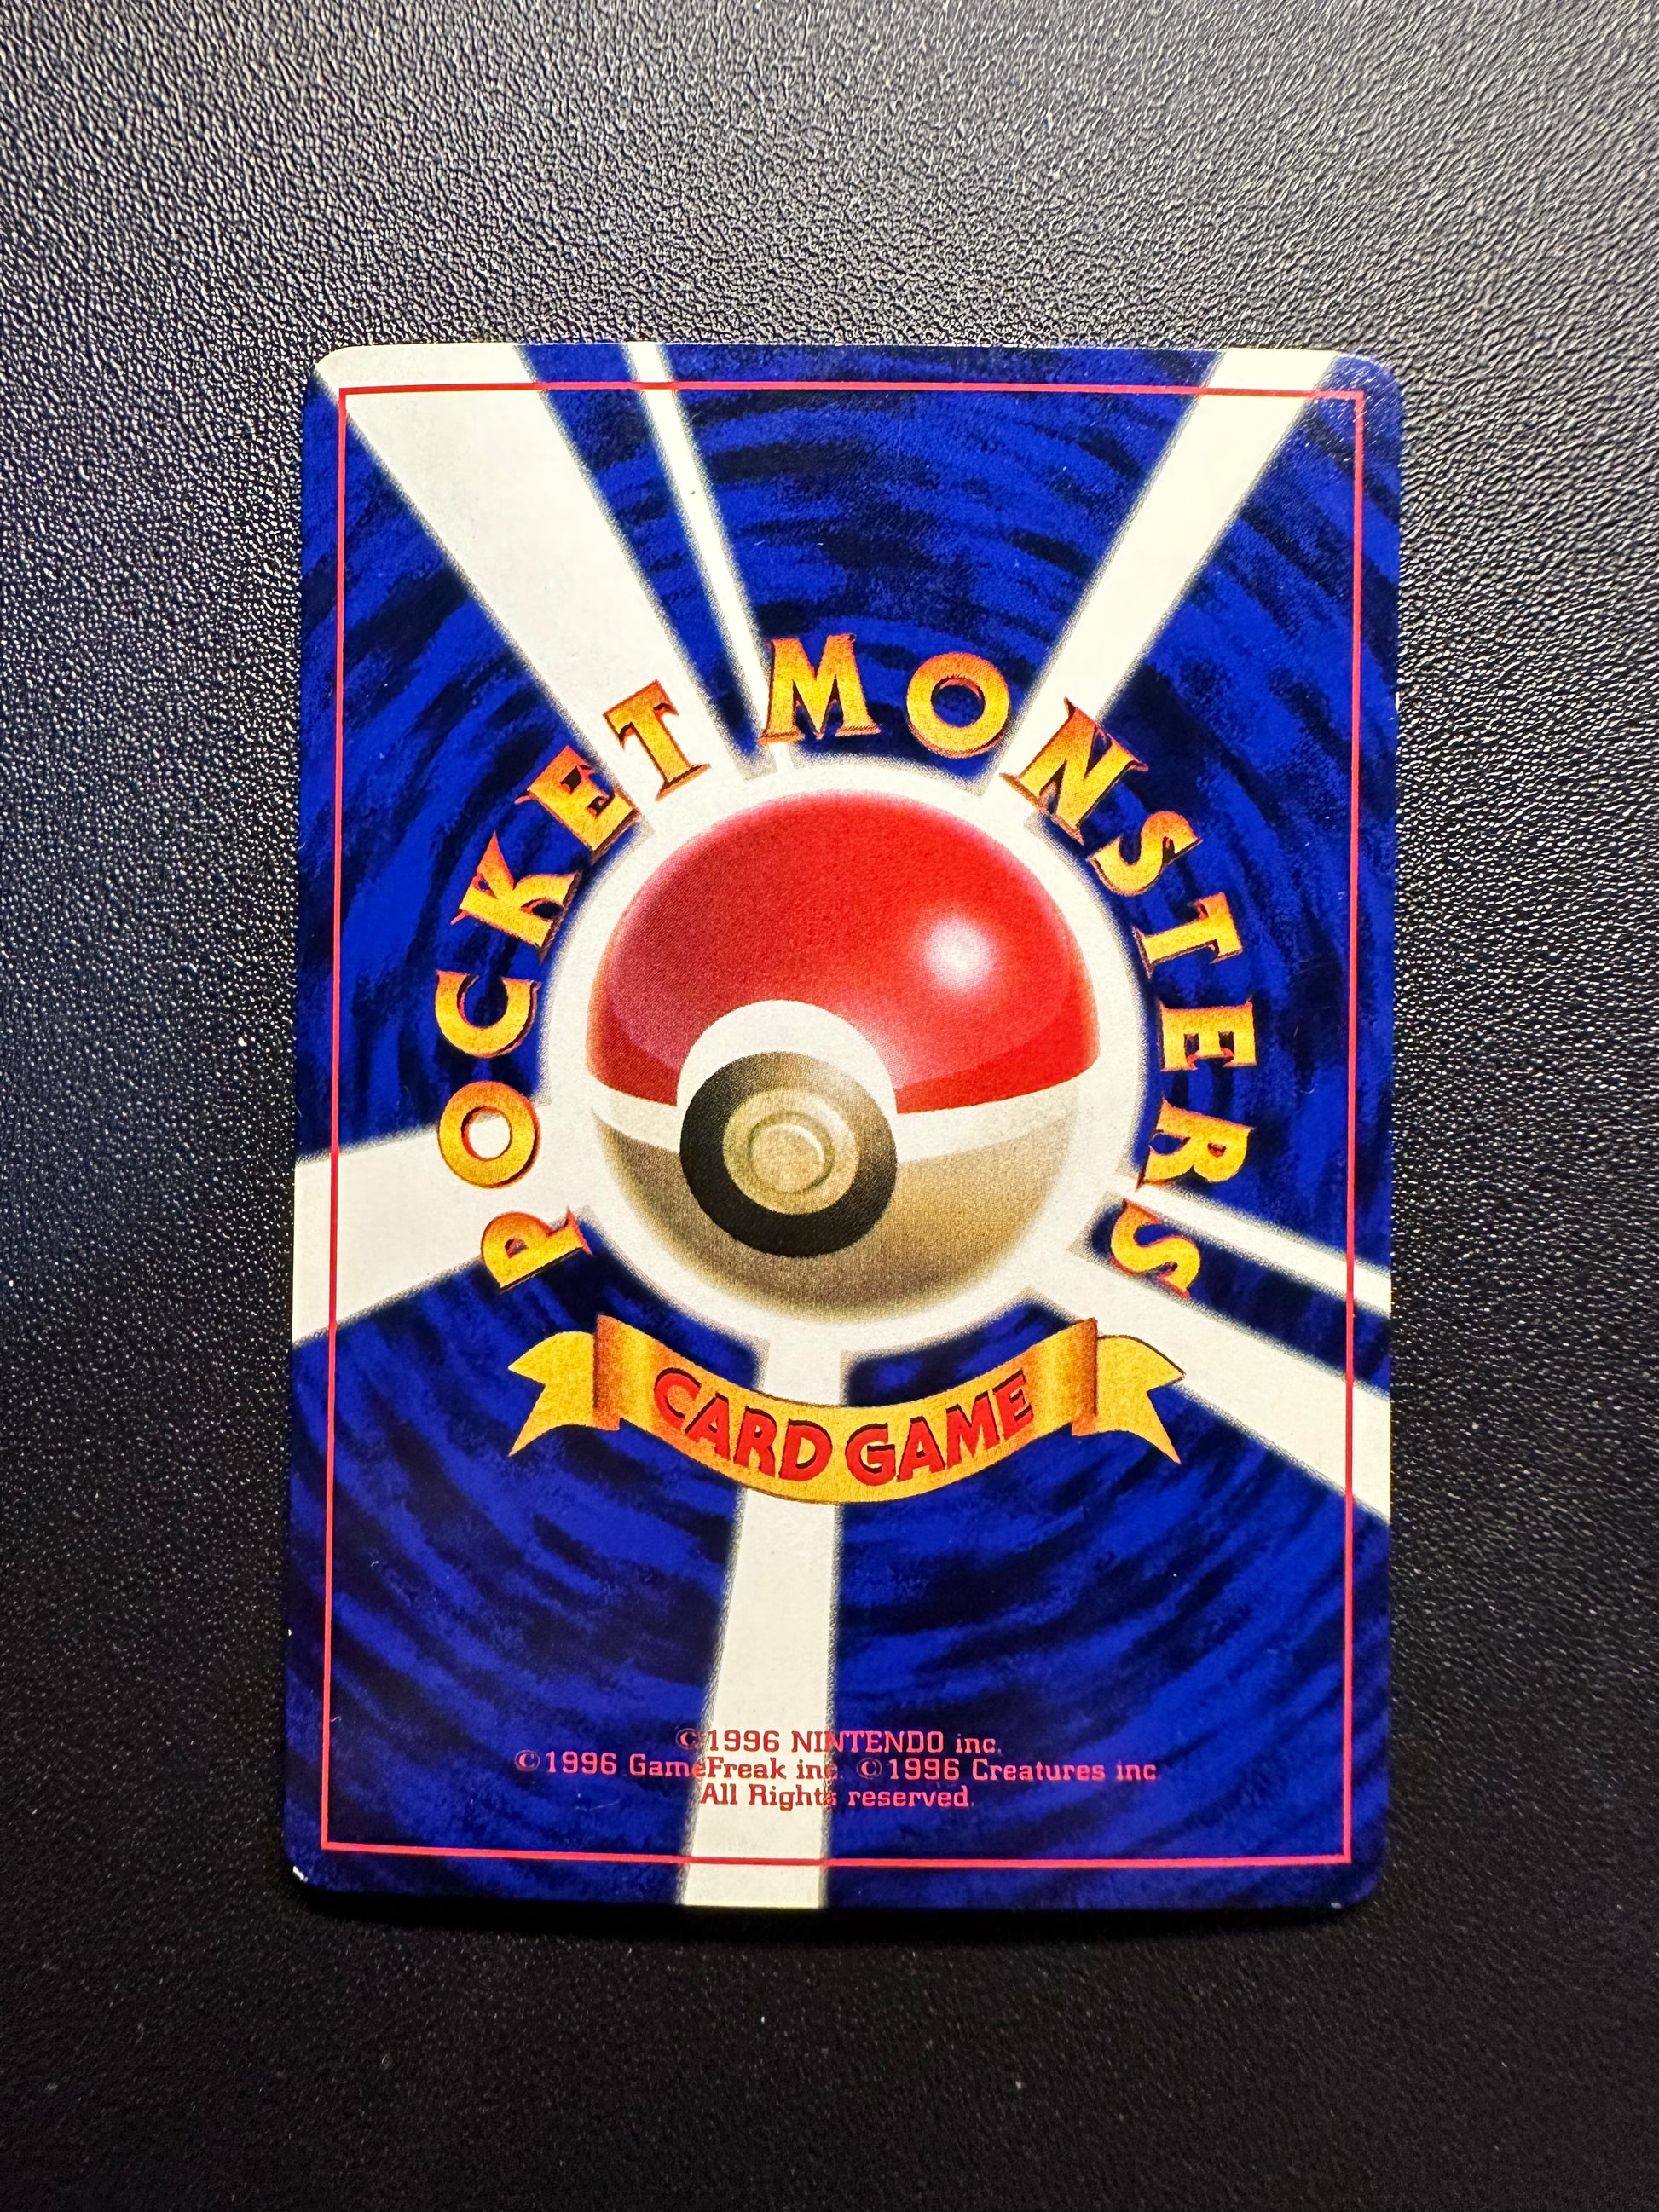 POCKET MONSTERS
CARD GAME
©1996 NINTENDO inc.
©1996 GameFreak inc. ©1996 Creatures inc.
All Rights reserved.